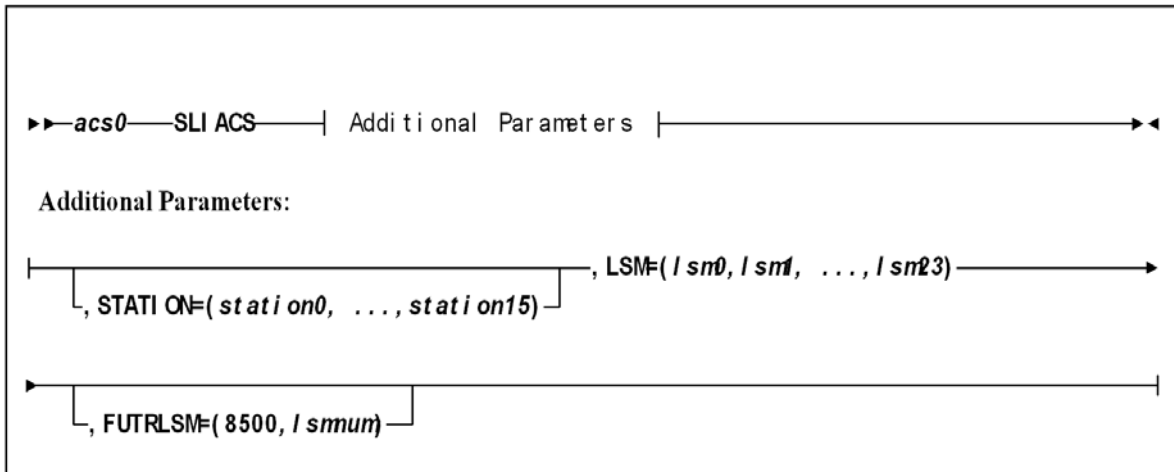 acs0 SLIACS Additional Parameters
Additional Parameters:
, LSM=(lsm0, lsm1, ..., lsm23)
, STATION=(station0, ..., station15)
, FUTRLSM=(8500, lsmnum)